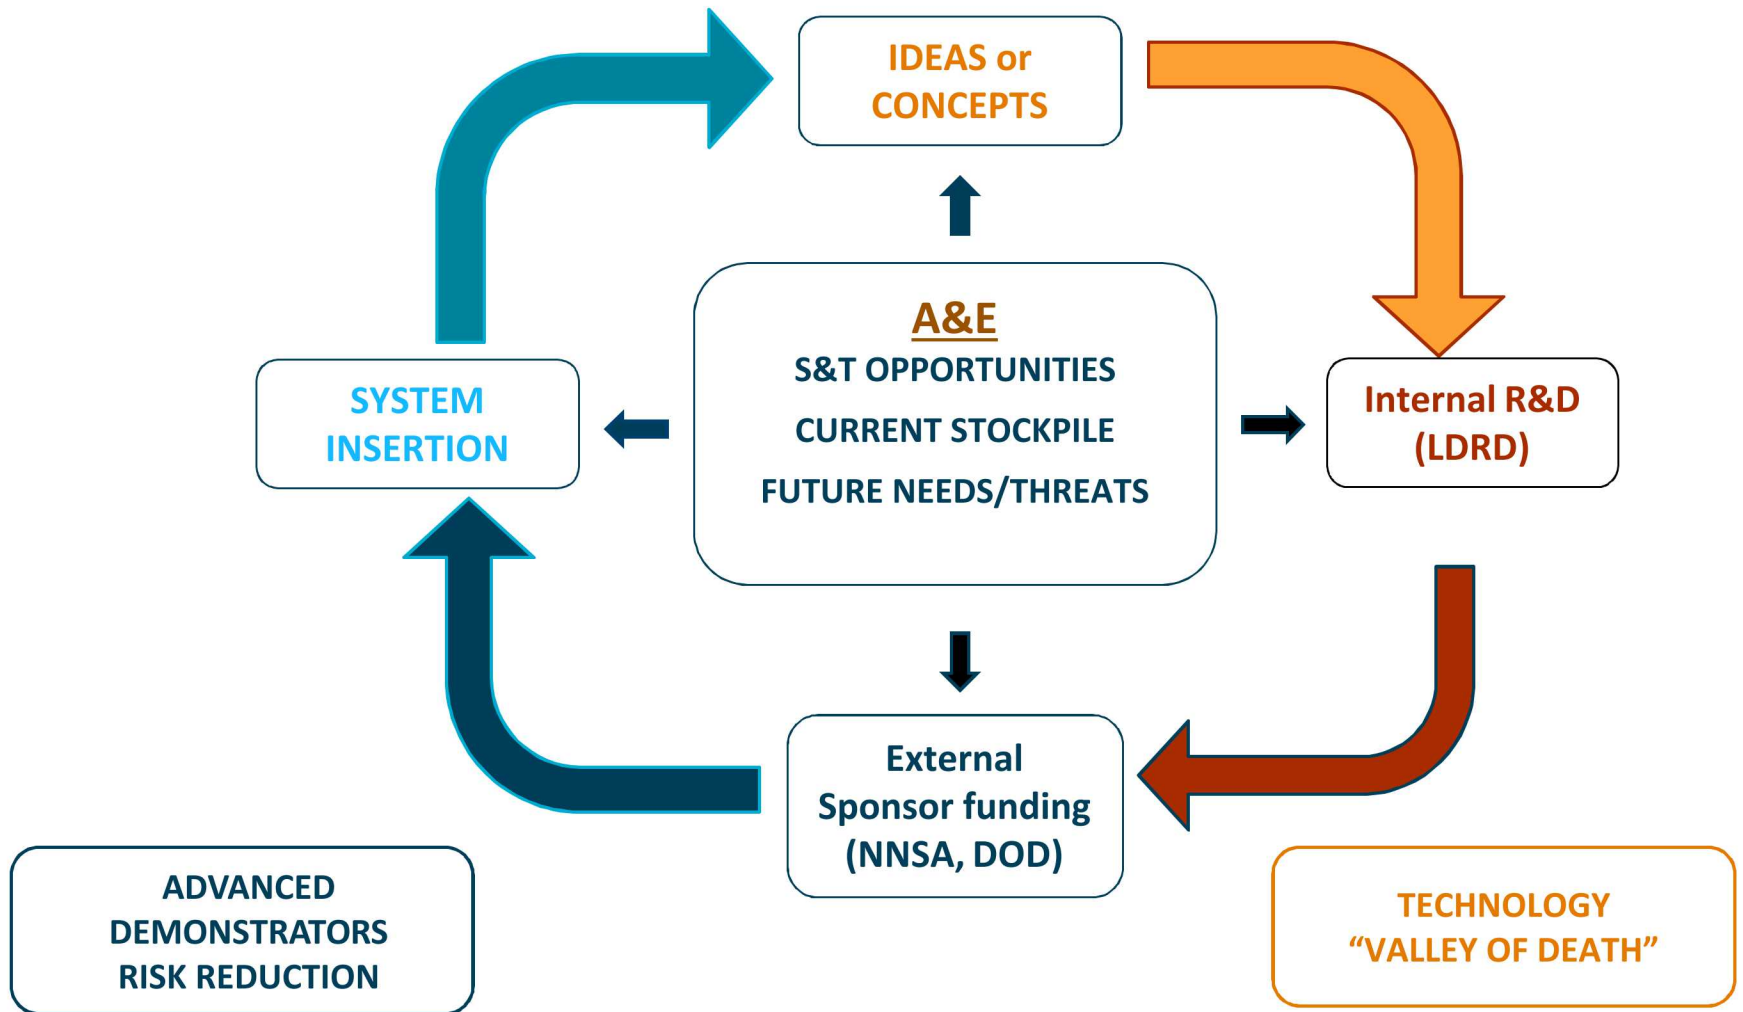 IDEAS or
CONCEPTS
A&E
S&T OPPORTUNITIES
CURRENT STOCKPILE
FUTURE NEEDS/THREATS
SYSTEM
INSERTION
Internal R&D
(LDRD)
External
Sponsor funding
(NNSA, DOD)
ADVANCED
DEMONSTRATORS
RISK REDUCTION
TECHNOLOGY
“VALLEY OF DEATH”